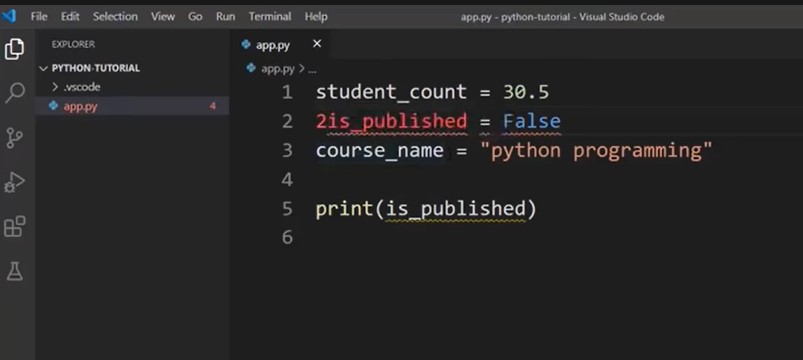 File Edit Selection View Go Run Terminal Help app.py - python-tutorial - Visual Studio Code
EXPLORER
PYTHON-TUTORIAL
.vscode
app.py 4
app.py ×
app.py > ...
1 student_count = 30.5
2 2is_published = False
3 course_name = "python programming"
4
5 print(is_published)
6